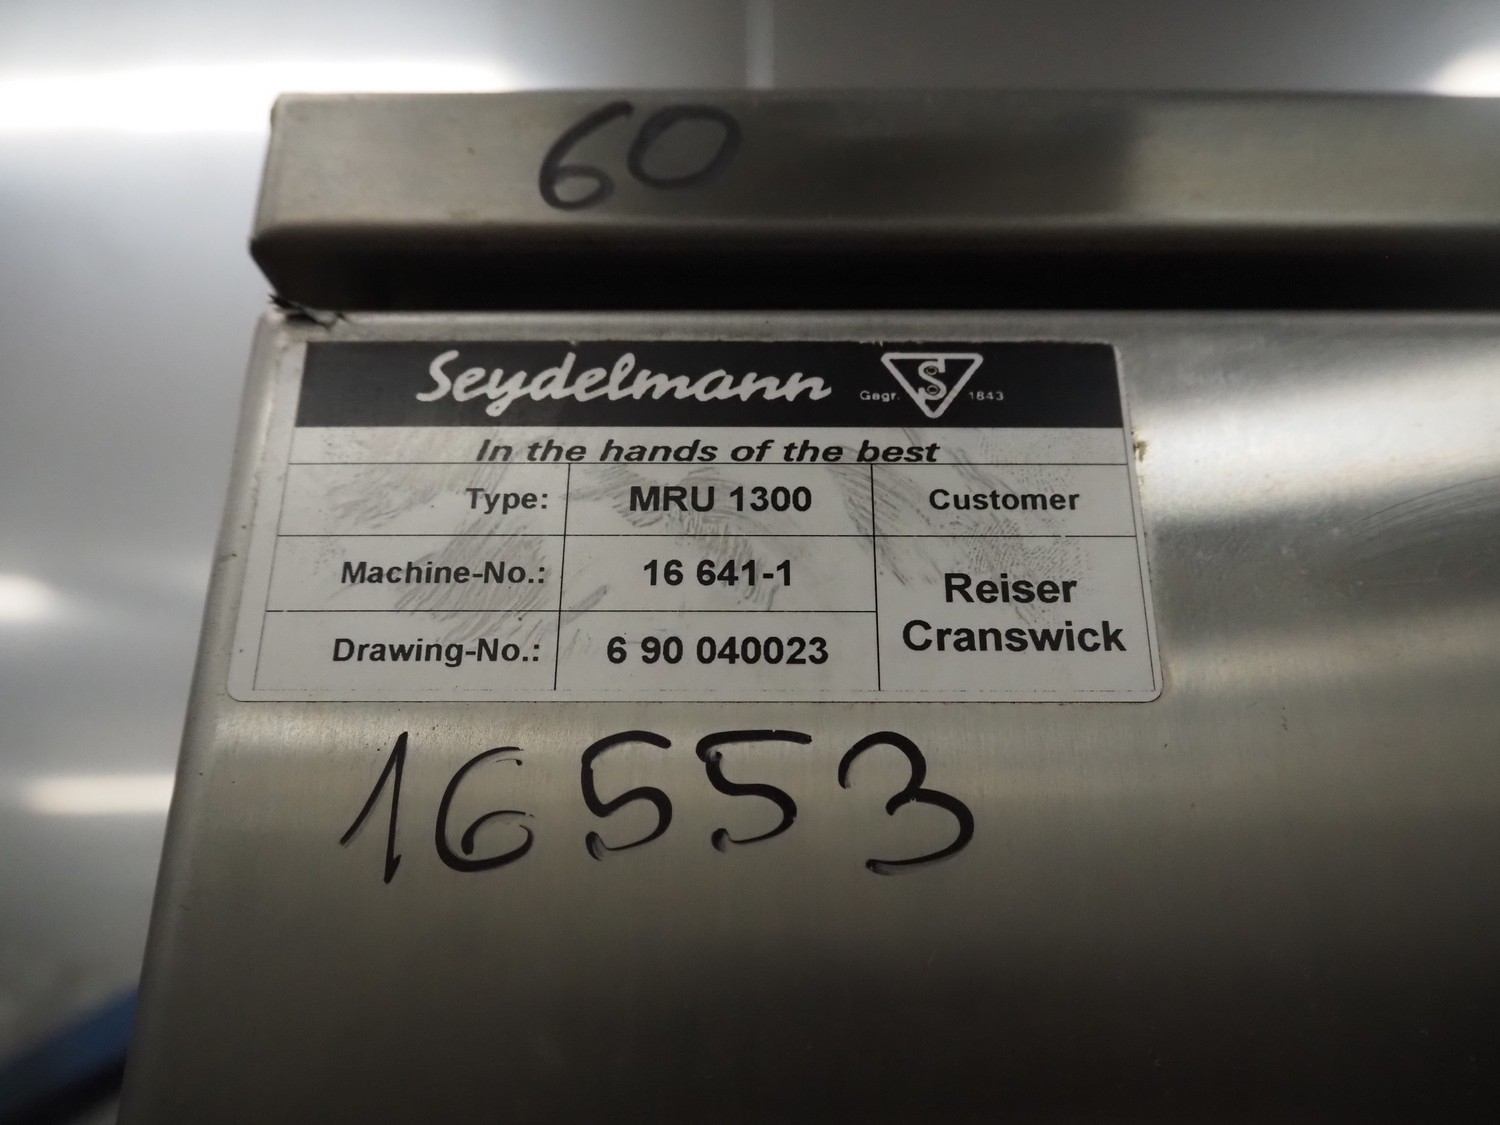 60
Seydelmann Gegr. S 1843
In the hands of the best
Type: MRU 1300 Customer
Machine-No.: 16 641-1
Reiser
Cranswick
Drawing-No.: 6 90 040023
16553